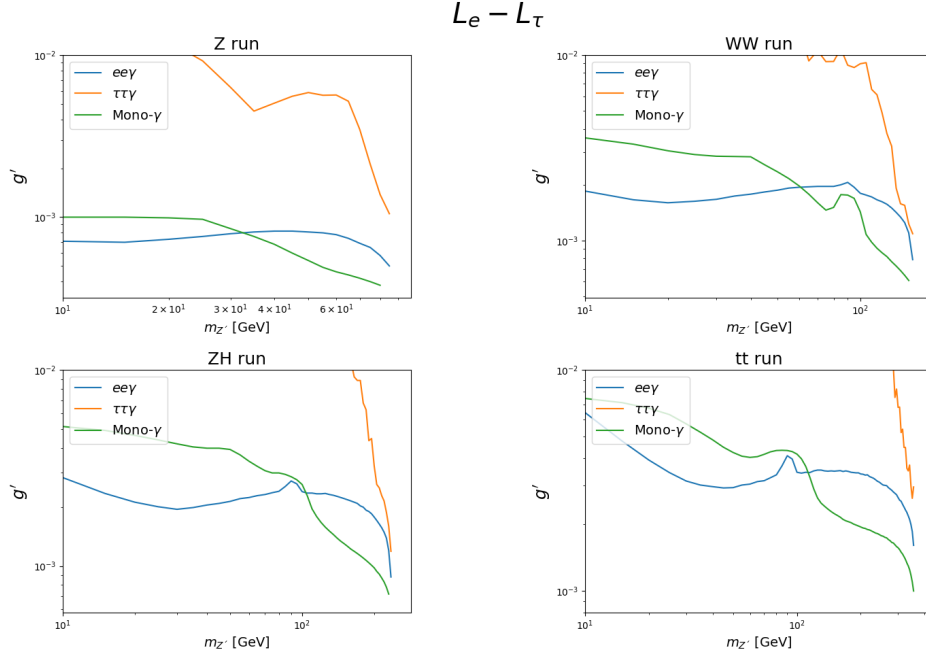 L_e − L_τ
Z run
10^−2
10^−3
g′
10^1
2 × 10^1
3 × 10^1
6 × 10^1
m_Z′ [GeV]
eeγ
ττγ
Mono-γ
WW run
10^−2
10^−3
g′
10^1
10^2
m_Z′ [GeV]
eeγ
ττγ
Mono-γ
ZH run
10^−2
10^−3
g′
10^1
10^2
m_Z′ [GeV]
eeγ
ττγ
Mono-γ
tt run
10^−2
10^−3
g′
10^1
10^2
m_Z′ [GeV]
eeγ
ττγ
Mono-γ